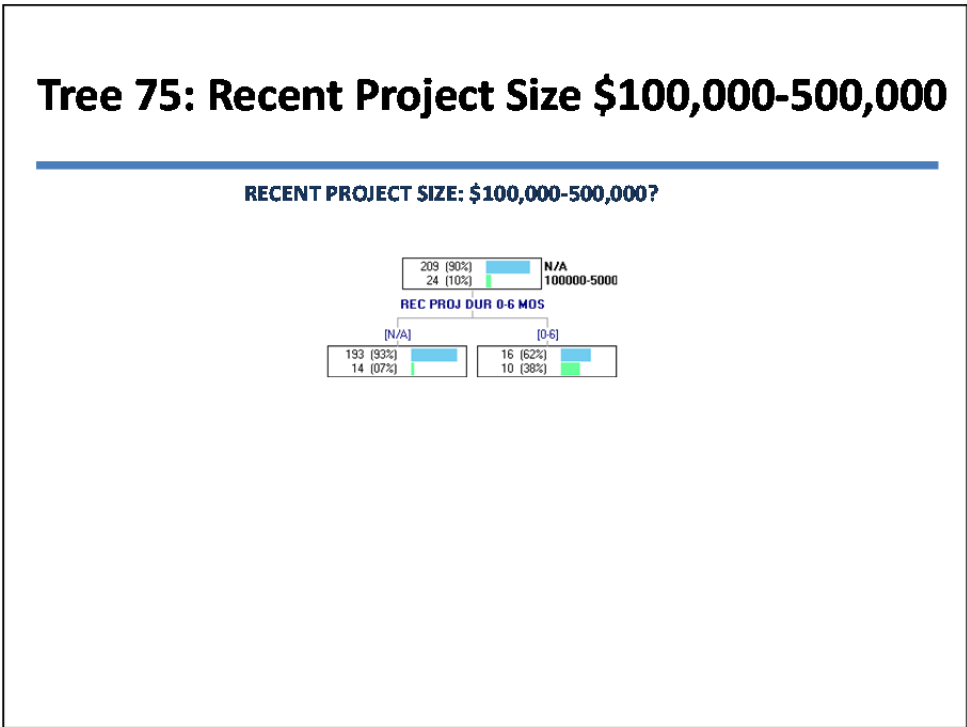 Tree 75: Recent Project Size $100,000-500,000
RECENT PROJECT SIZE: $100,000-500,000?
209 (90%) N/A
24 (10%) 100000-5000
REC PROJ DUR 0-6 MOS
[N/A] [0-6]
193 (93%) 16 (62%)
14 (07%) 10 (38%)